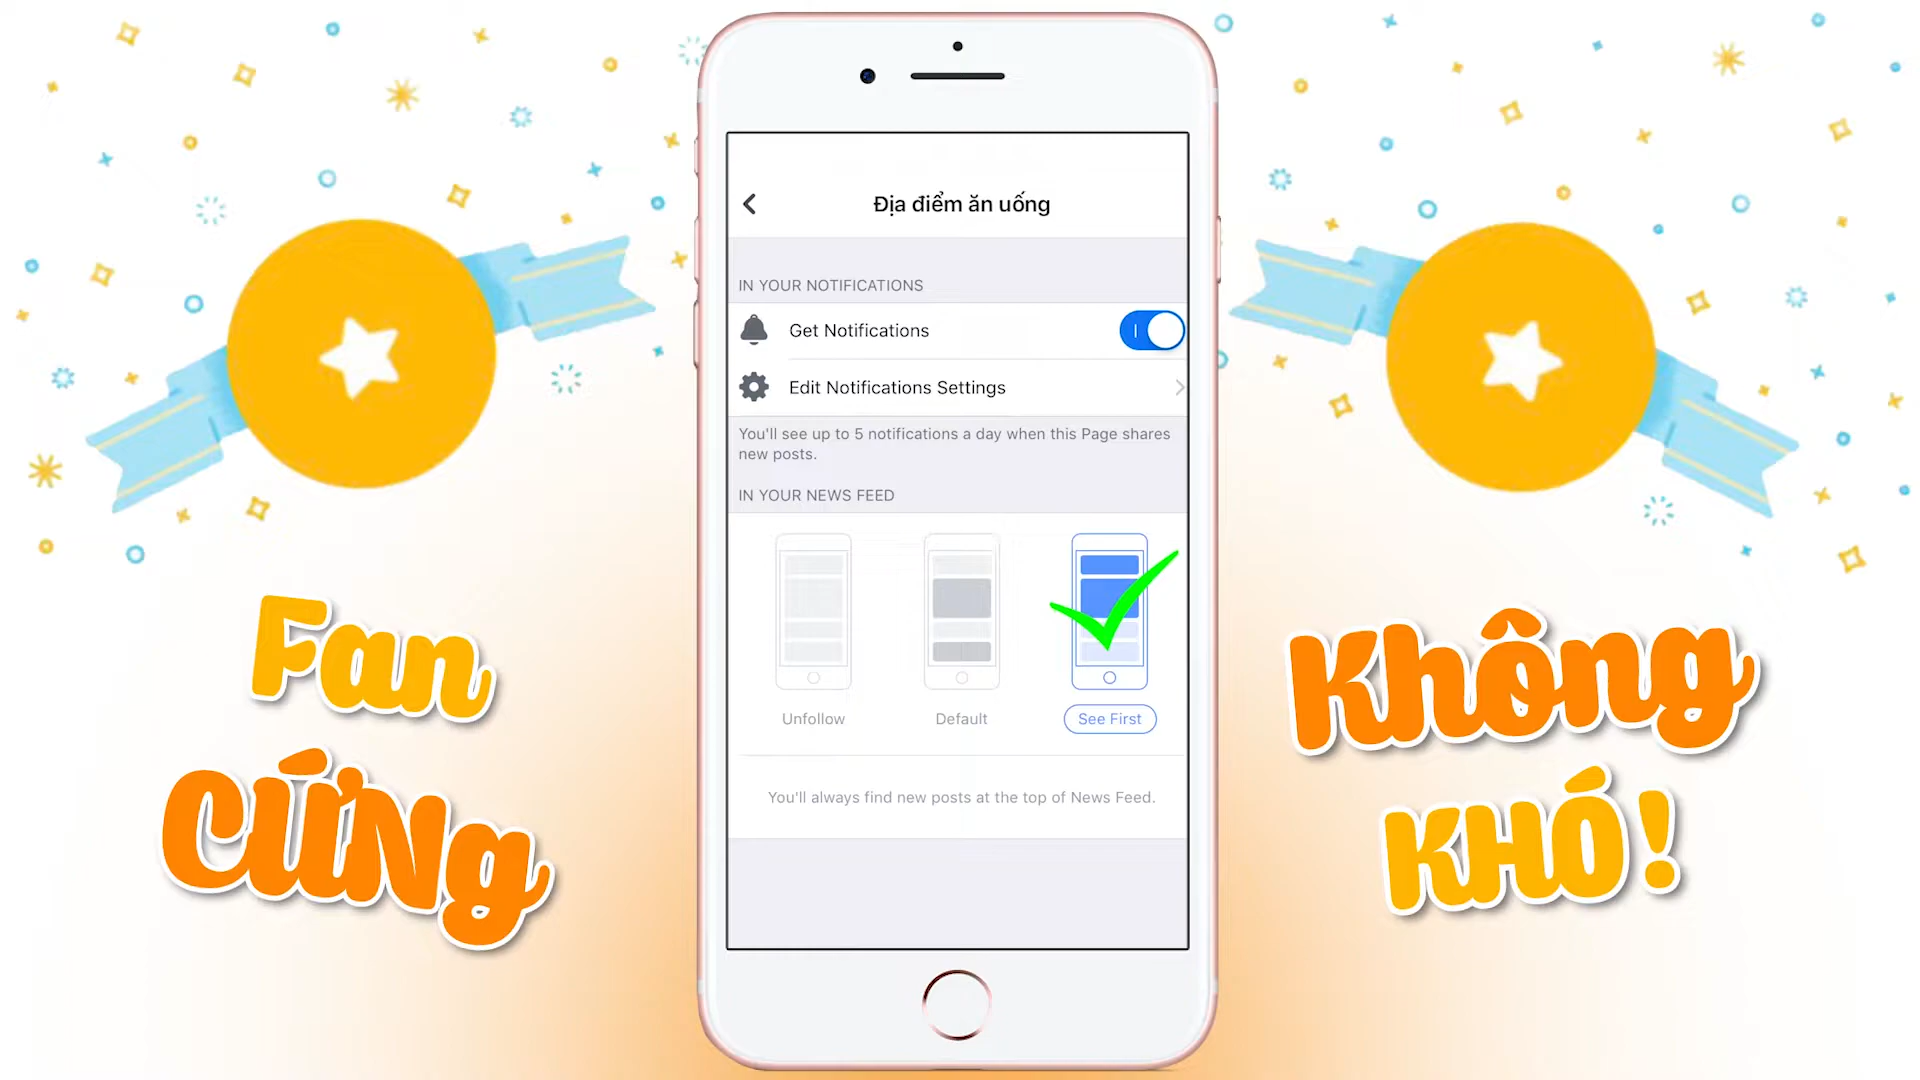 Địa điểm ăn uống
IN YOUR NOTIFICATIONS
Get Notifications
Edit Notifications Settings
You'll see up to 5 notifications a day when this Page shares
new posts.
IN YOUR NEWS FEED
Unfollow
Default
See First
You'll always find new posts at the top of News Feed.
Fan
CỨNg
Không
KHÓ!